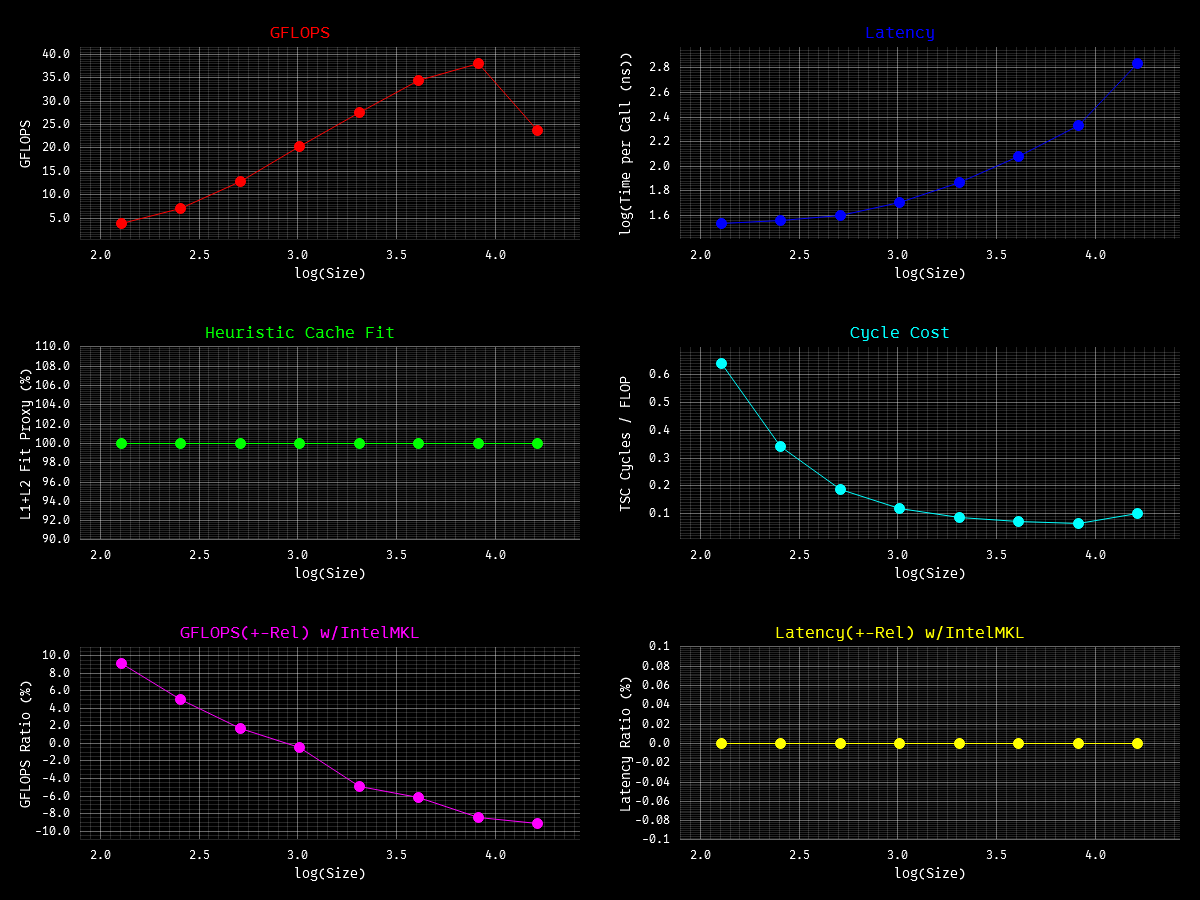 GFLOPS
GFLOPS
40.0
35.0
30.0
25.0
20.0
15.0
10.0
5.0
2.0 2.5 3.0 3.5 4.0
log(Size)
Latency
log(Time per Call (ns))
2.8
2.6
2.4
2.2
2.0
1.8
1.6
2.0 2.5 3.0 3.5 4.0
log(Size)
Heuristic Cache Fit
L1+L2 Fit Proxy (%)
110.0
108.0
106.0
104.0
102.0
100.0
98.0
96.0
94.0
92.0
90.0
2.0 2.5 3.0 3.5 4.0
log(Size)
Cycle Cost
TSC Cycles / FLOP
0.6
0.5
0.4
0.3
0.2
0.1
2.0 2.5 3.0 3.5 4.0
log(Size)
GFLOPS(+-Rel) w/IntelMKL
GFLOPS Ratio (%)
10.0
8.0
6.0
4.0
2.0
0.0
-2.0
-4.0
-6.0
-8.0
-10.0
2.0 2.5 3.0 3.5 4.0
log(Size)
Latency(+-Rel) w/IntelMKL
Latency Ratio (%)
0.1
0.08
0.06
0.04
0.02
0.0
-0.02
-0.04
-0.06
-0.08
-0.1
2.0 2.5 3.0 3.5 4.0
log(Size)